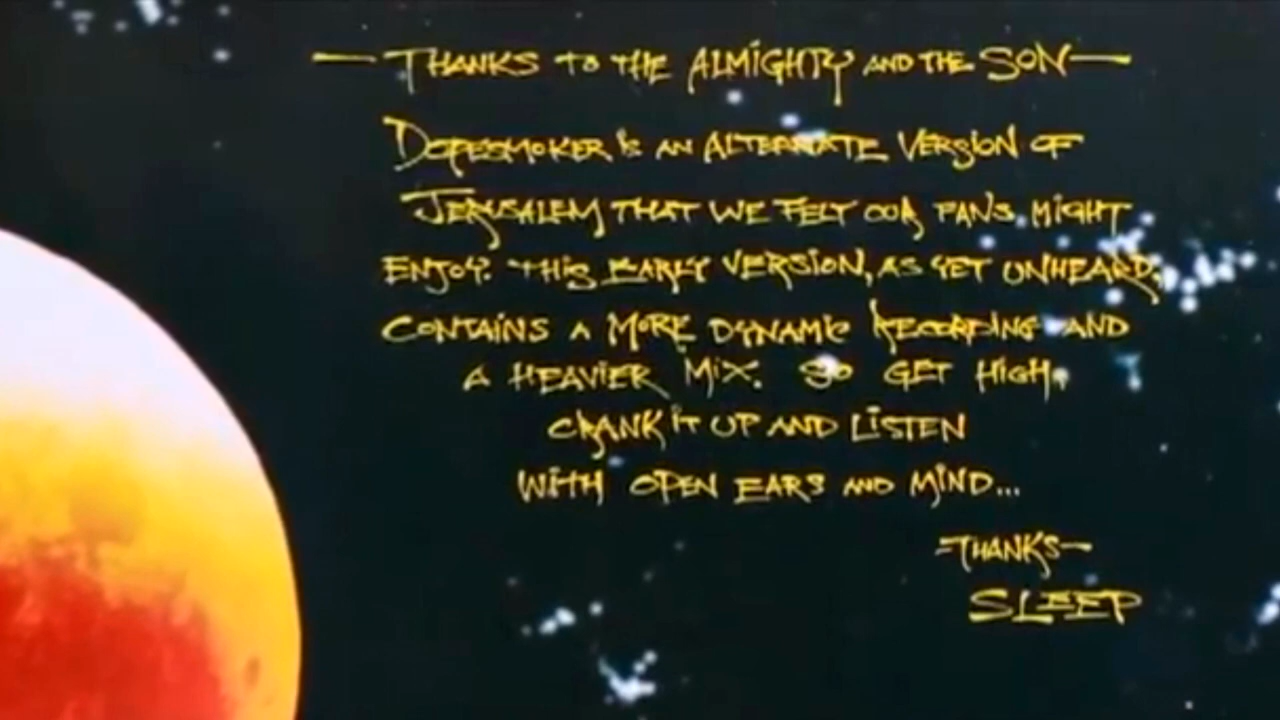 — THANKS TO THE ALMIGHTY AND THE SON —
DOPESMOKER IS AN ALTERNATE VERSION OF
JERUSALEM THAT WE FELT OUR FANS MIGHT
ENJOY. THIS EARLY VERSION, AS YET UNHEARD,
CONTAINS A MORE DYNAMIC RECORDING AND
A HEAVIER MIX. SO GET HIGH,
CRANK IT UP AND LISTEN
WITH OPEN EARS AND MIND...
-THANKS-
SLEEP